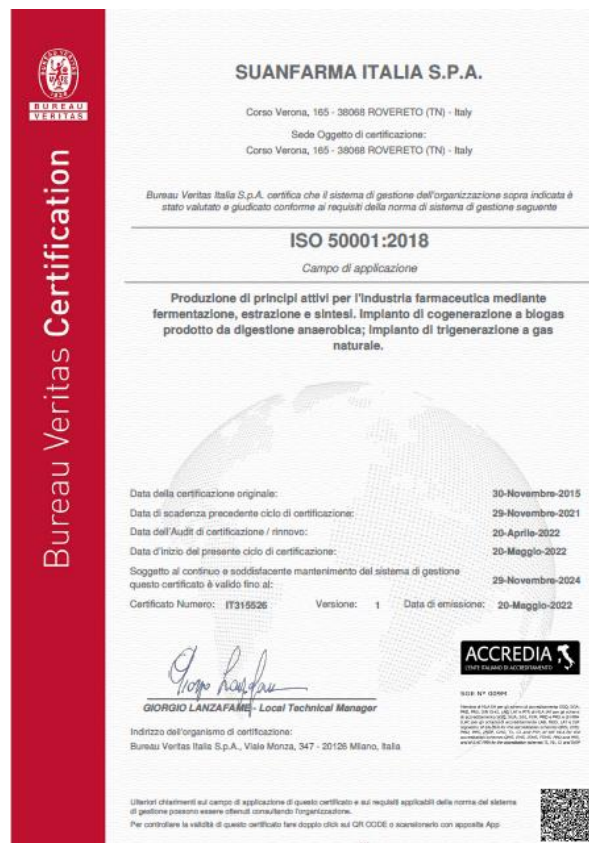 BUREAU
VERITAS
Bureau Veritas Certification
SUANFARMA ITALIA S.P.A.
Corso Verona, 165 - 38068 ROVERETO (TN) - Italy
Sede Oggetto di certificazione:
Corso Verona, 165 - 38068 ROVERETO (TN) - Italy
Bureau Veritas Italia S.p.A. certifica che il sistema di gestione dell'organizzazione sopra indicata è
stato valutato e giudicato conforme ai requisiti della norma di sistema di gestione seguente
ISO 50001:2018
Campo di applicazione
Produzione di principi attivi per l'industria farmaceutica mediante
fermentazione, estrazione e sintesi. Impianto di cogenerazione a biogas
prodotto da digestione anaerobica; impianto di trigenerazione a gas
naturale.
Data della certificazione originale: 30-Novembre-2015
Data di scadenza precedente ciclo di certificazione: 29-Novembre-2021
Data dell'Audit di certificazione / rinnovo: 20-Aprile-2022
Data d'inizio del presente ciclo di certificazione: 20-Maggio-2022
Soggetto al continuo e soddisfacente mantenimento del sistema di gestione
questo certificato è valido fino al: 29-Novembre-2024
Certificato Numero: IT315526 Versione: 1 Data di emissione: 20-Maggio-2022
ACCREDIA
L'ENTE ITALIANO DI ACCREDITAMENTO
GIORGIO LANZAFAME - Local Technical Manager
Indirizzo dell'organismo di certificazione:
Bureau Veritas Italia S.p.A., Viale Monza, 347 - 20126 Milano, Italia
Ulteriori chiarimenti sul campo di applicazione di questo certificato e sui requisiti applicabili della norma del sistema
di gestione possono essere ottenuti consultando l'organizzazione.
Per controllare la validità di questo certificato fare doppio click sul QR CODE o scansionarlo con apposita App